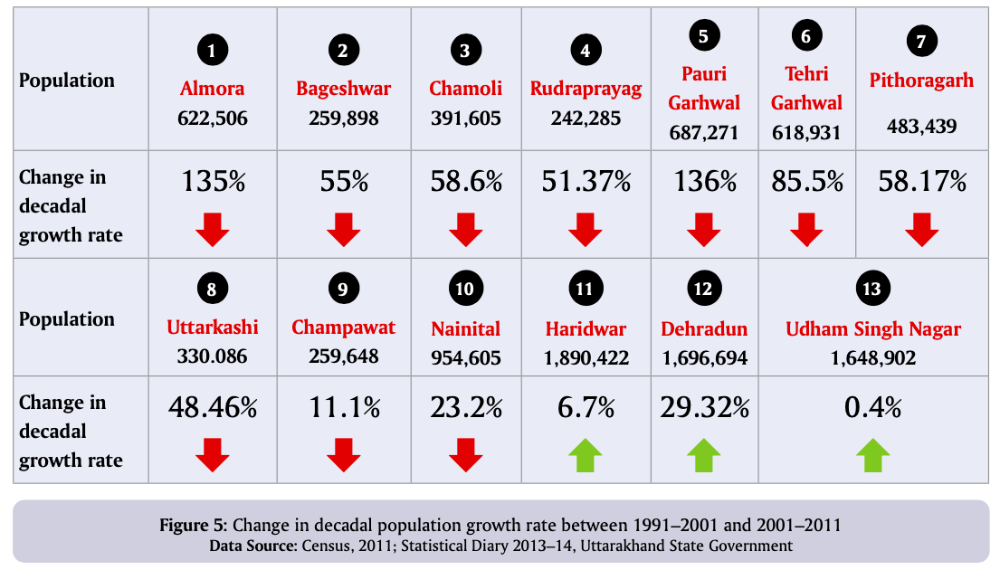 Population
1 2 3 4 5 6 7
Almora Bageshwar Chamoli Rudraprayag Pauri Garhwal Tehri Garhwal Pithoragarh
622,506 259,898 391,605 242,285 687,271 618,931 483,439
Change in
decadal
growth rate
135% 55% 58.6% 51.37% 136% 85.5% 58.17%
Population
8 9 10 11 12 13
Uttarkashi Champawat Nainital Haridwar Dehradun Udham Singh Nagar
330.086 259,648 954,605 1,890,422 1,696,694 1,648,902
Change in
decadal
growth rate
48.46% 11.1% 23.2% 6.7% 29.32% 0.4%
Figure 5: Change in decadal population growth rate between 1991–2001 and 2001–2011
Data Source: Census, 2011; Statistical Diary 2013–14, Uttarakhand State Government